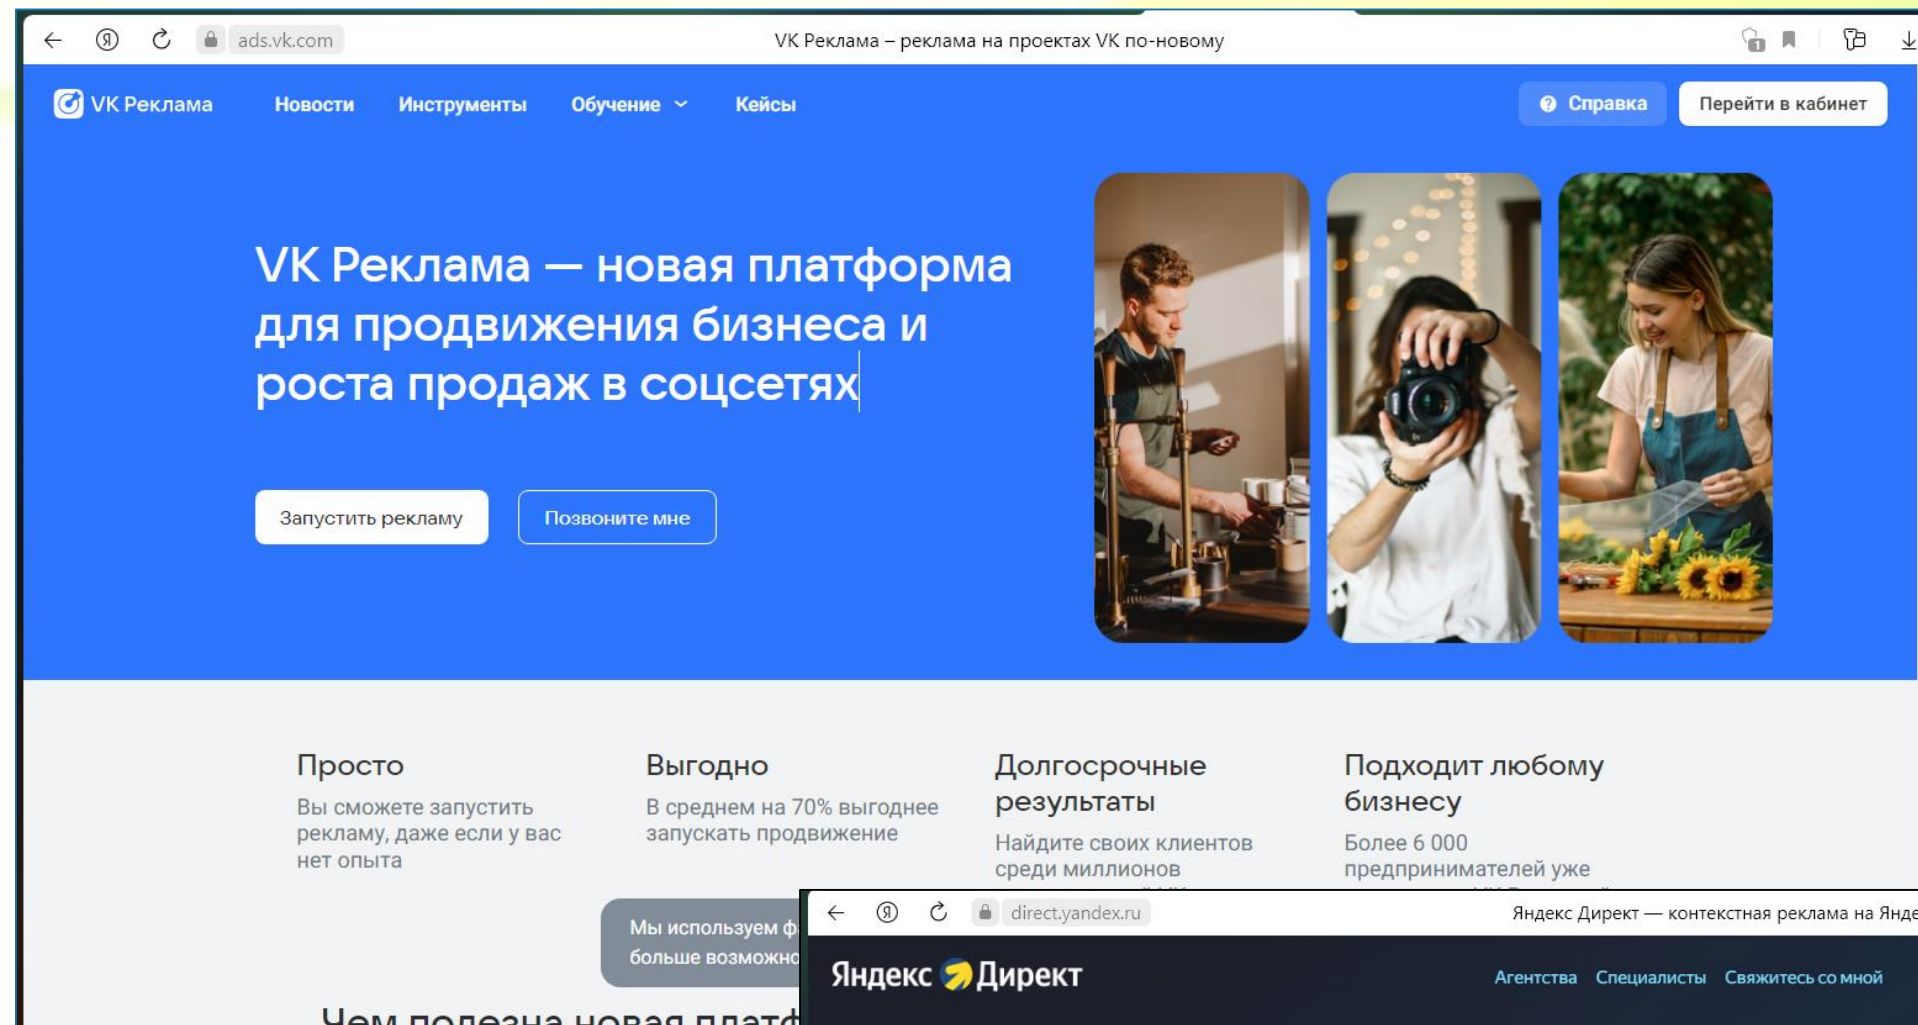 ads.vk.com
VK Реклама – реклама на проектах VK по-новому
1
VK Реклама
Новости
Инструменты
Обучение
Кейсы
Справка
Перейти в кабинет
VK Реклама — новая платформа
для продвижения бизнеса и
роста продаж в соцсетях
Запустить рекламу
Позвоните мне
Просто
Вы сможете запустить
рекламу, даже если у вас
нет опыта
Выгодно
В среднем на 70% выгоднее
запускать продвижение
Долгосрочные
результаты
Найдите своих клиентов
среди миллионов
Подходит любому
бизнесу
Более 6 000
предпринимателей уже
Мы используем
больше
direct.yandex.ru
Яндекс Директ — контекстная реклама на
Яндекс Директ
Агентства
Специалисты
Свяжитесь со мной
Чем полезна новая